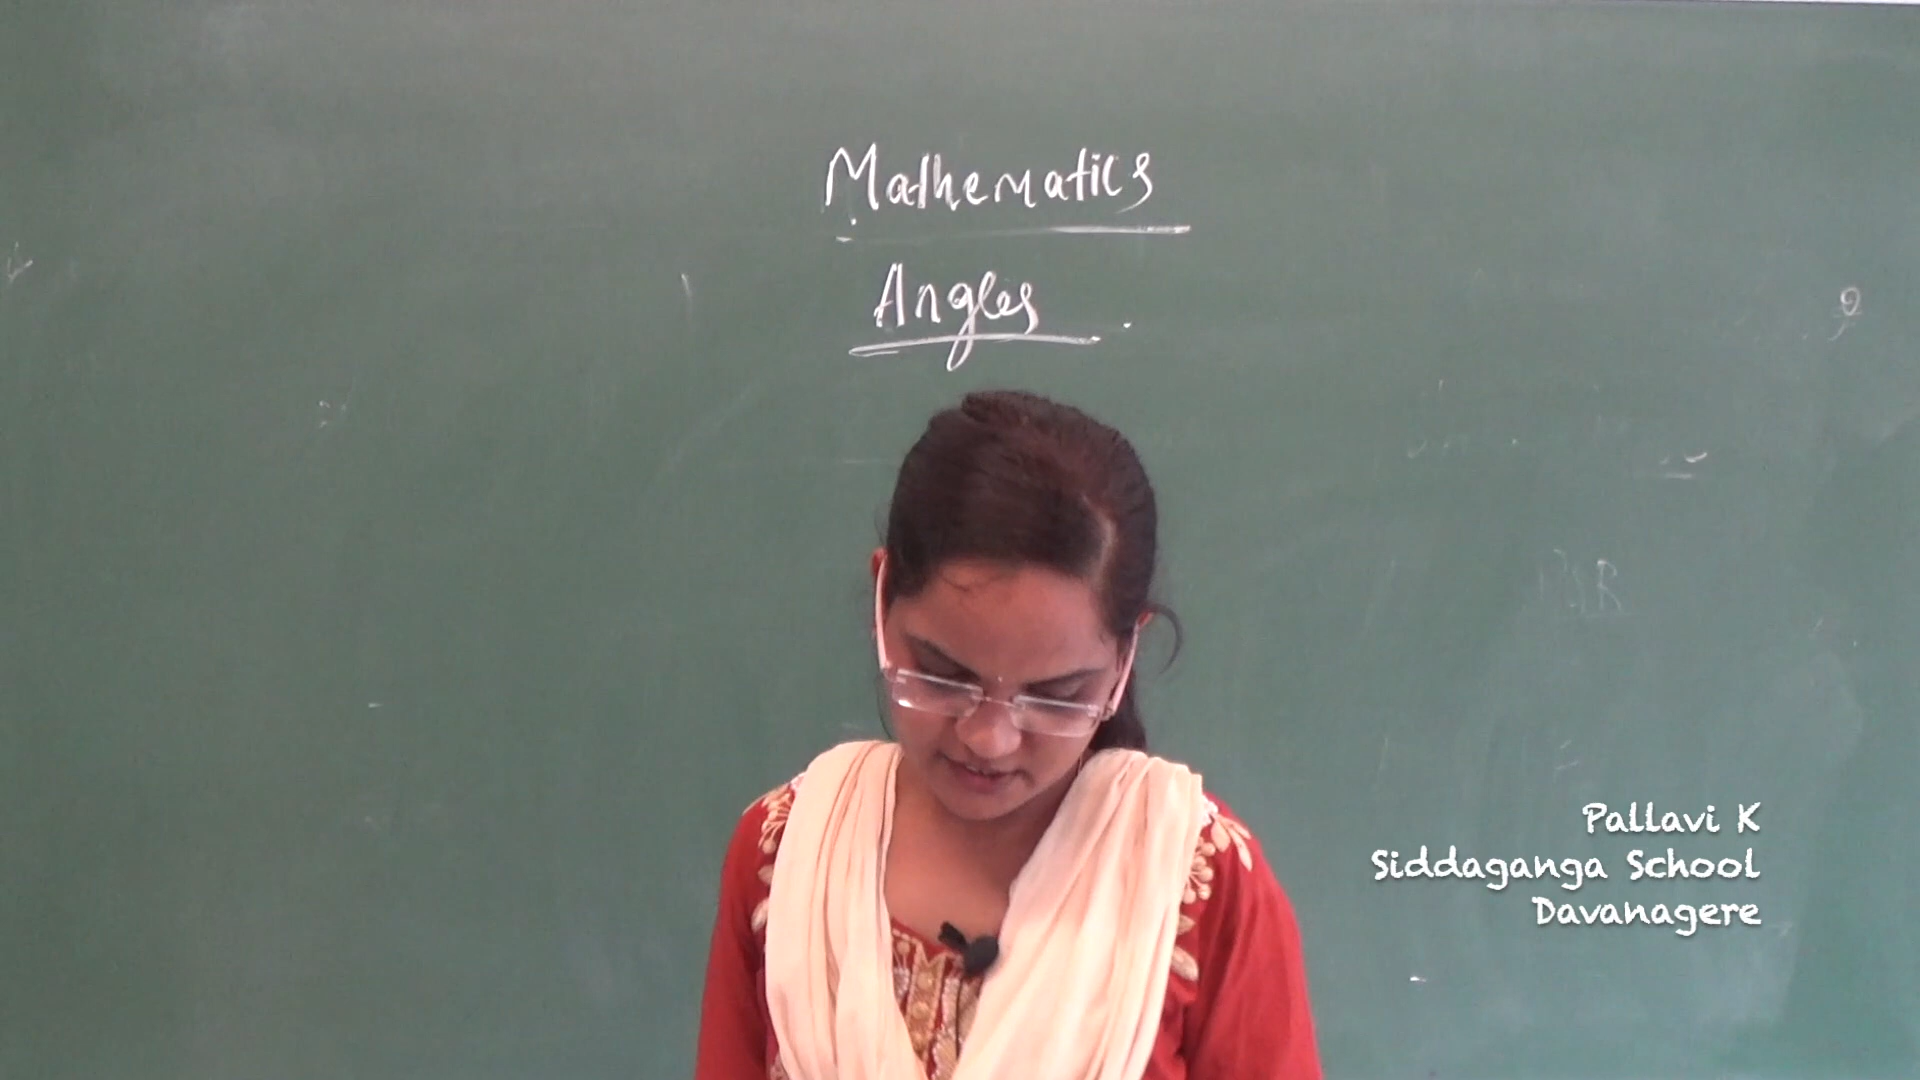 Mathematics
Angles
Pallavi K
Siddaganga School
Davanagere